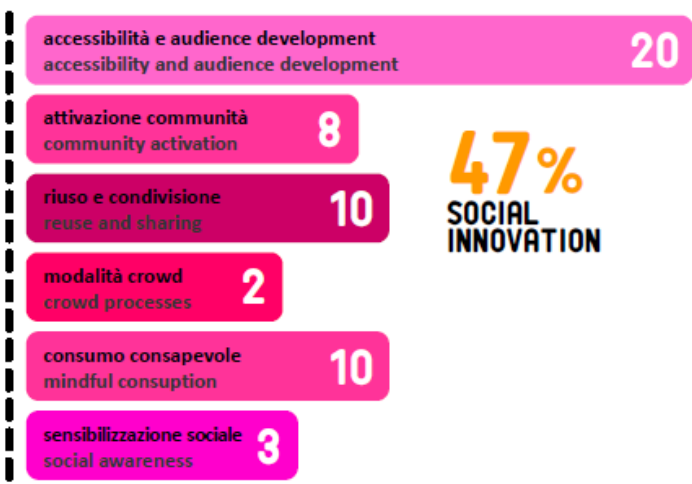 accessibilità e audience development
accessibility and audience development
20
attivazione communità
community activation
8
riuso e condivisione
reuse and sharing
10
modalità crowd
crowd processes
2
consumo consapevole
mindful consuption
10
sensibilizzazione sociale
social awareness
3
47%
SOCIAL
INNOVATION